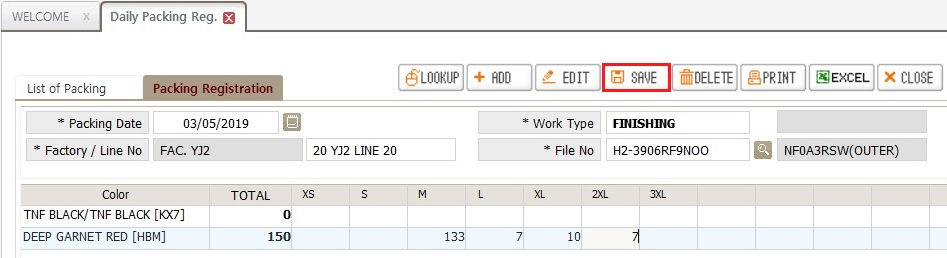 WELCOME
Daily Packing Reg.
LOOKUP ADD EDIT SAVE DELETE PRINT EXCEL CLOSE
List of Packing Packing Registration
* Packing Date 03/05/2019 * Work Type FINISHING
* Factory / Line No FAC. YJ2 20 YJ2 LINE 20 * File No H2-3906RF9NOO NF0A3RSW(OUTER)
Color TOTAL XS S M L XL 2XL 3XL
TNF BLACK/TNF BLACK [KX7] 0
DEEP GARNET RED [HBM] 150 133 7 10 7